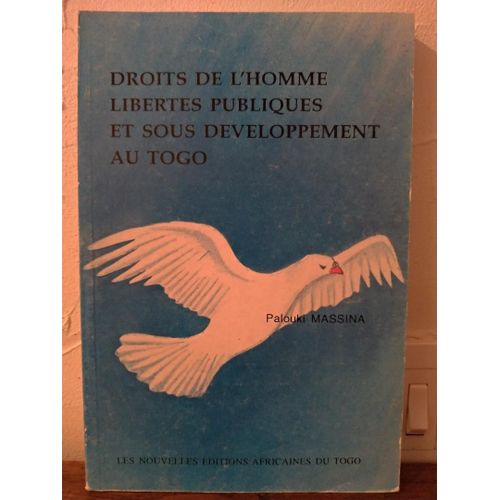 DROITS DE L'HOMME
LIBERTES PUBLIQUES
ET SOUS DEVELOPPEMENT
AU TOGO
Palouki MASSINA
LES NOUVELLES EDITIONS AFRICAINES DU TOGO